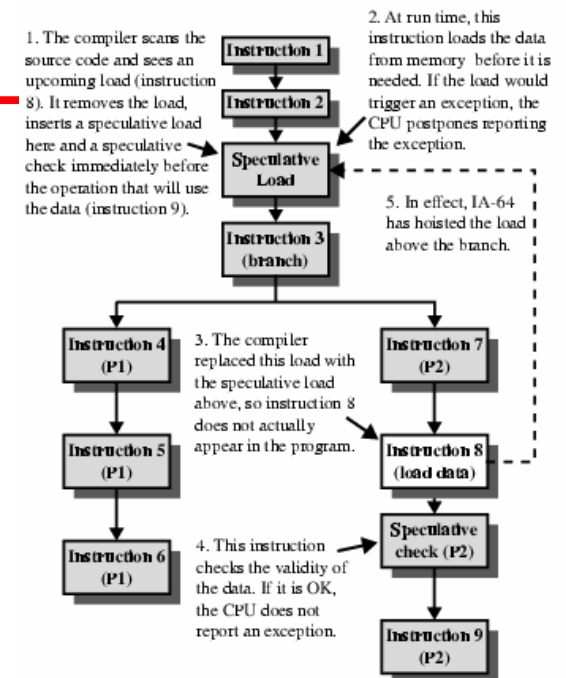 1. The compiler scans the
source code and sees an
upcoming load (instruction
8). It removes the load,
inserts a speculative load
here and a speculative
check immediately before
the operation that will use
the data (instruction 9).
Instruction 1
Instruction 2
Speculative
Load
Instruction 3
(branch)
2. At run time, this
instruction loads the data
from memory before it is
needed. If the load would
trigger an exception, the
CPU postpones reporting
the exception.
5. In effect, IA-64
has hoisted the load
above the branch.
Instruction 4
(P1)
Instruction 5
(P1)
Instruction 6
(P1)
3. The compiler
replaced this load with
the speculative load
above, so instruction 8
does not actually
appear in the program.
Instruction 7
(P2)
Instruction 8
(load data)
4. This instruction
checks the validity of
the data. If it is OK,
the CPU does not
report an exception.
Speculative
check (P2)
Instruction 9
(P2)